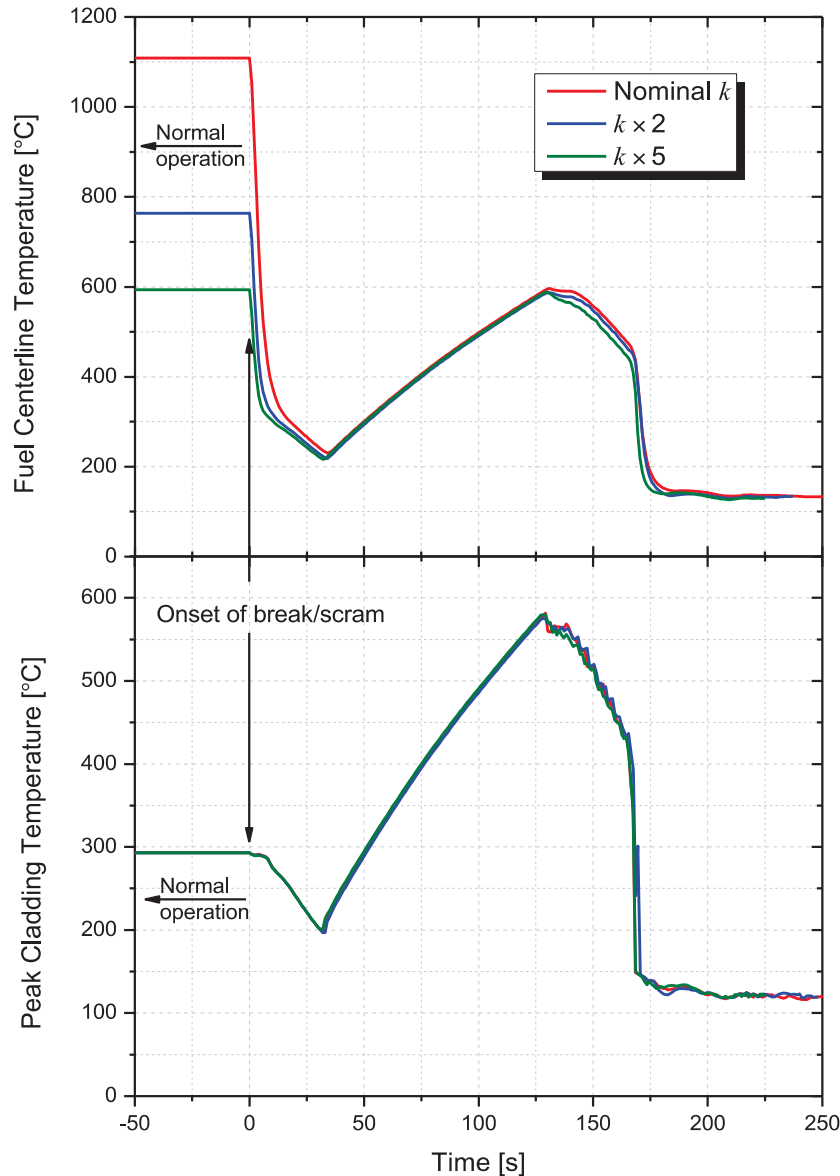 1200
1000
800
600
400
200
0
Fuel Centerline Temperature [°C]
Normal
operation
Nominal k
k × 2
k × 5
600
500
400
300
200
100
0
Peak Cladding Temperature [°C]
Onset of break/scram
Normal
operation
-50
0
50
100
150
200
250
Time [s]